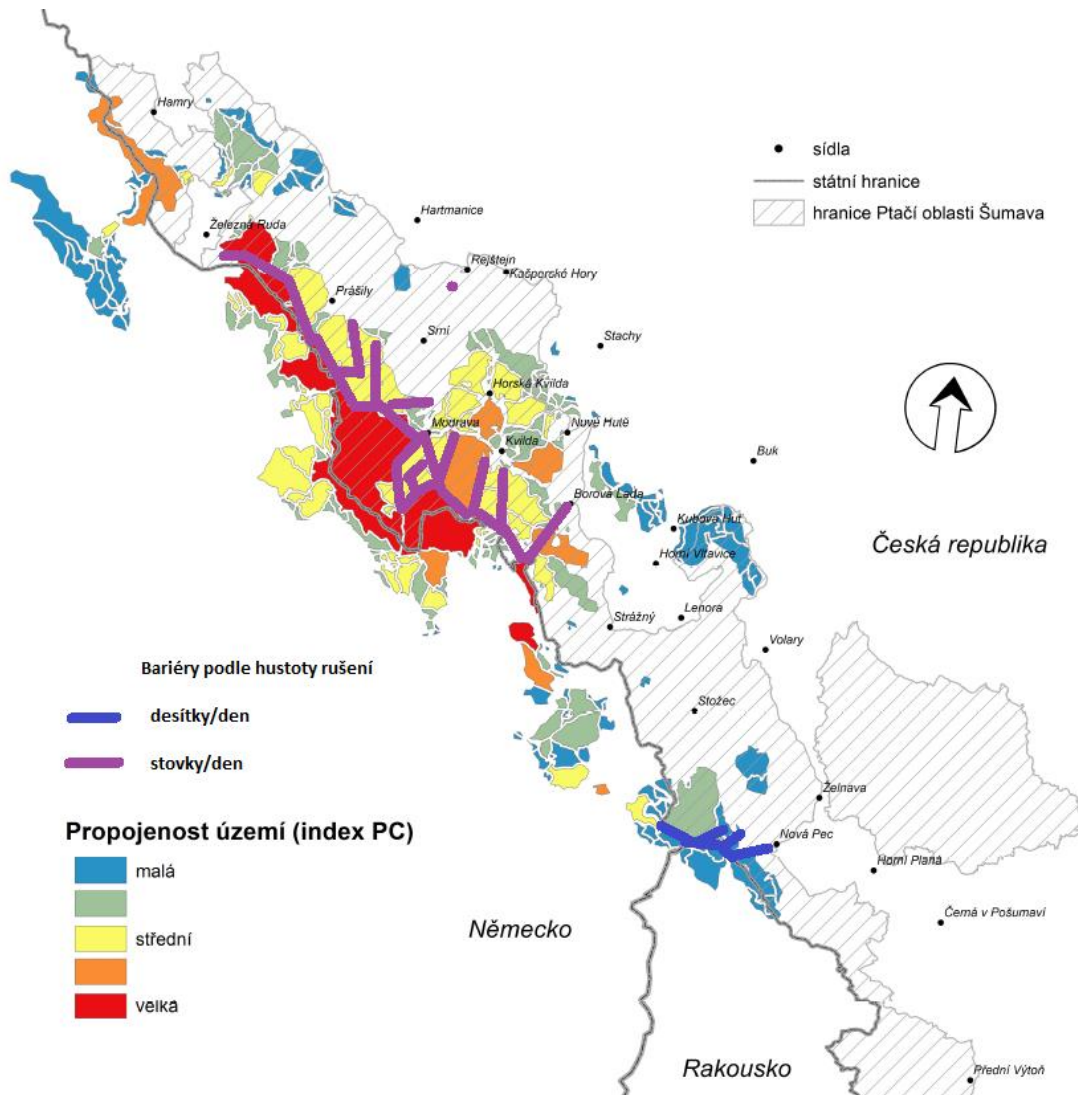 Hamry
sídla
státní hranice
hranice Ptačí oblasti Šumava
Hartmanice
Železná Ruda
Rejštejn
Kašperské Hory
Prášily
Srní
Stachy
Horská Kvilda
Modrava
Nové Hutě
Kvilda
Buk
Borová Lada
Kubova Huť
Česká republika
Horní Vltavice
Strážný
Lenora
Volary
Bariéry podle hustoty rušení
desítky/den
stovky/den
Stožec
Želnava
Propojenost území (index PC)
malá
střední
velká
Nová Pec
Horní Planá
Černá v Pošumaví
Německo
Rakousko
Přední Výtoň